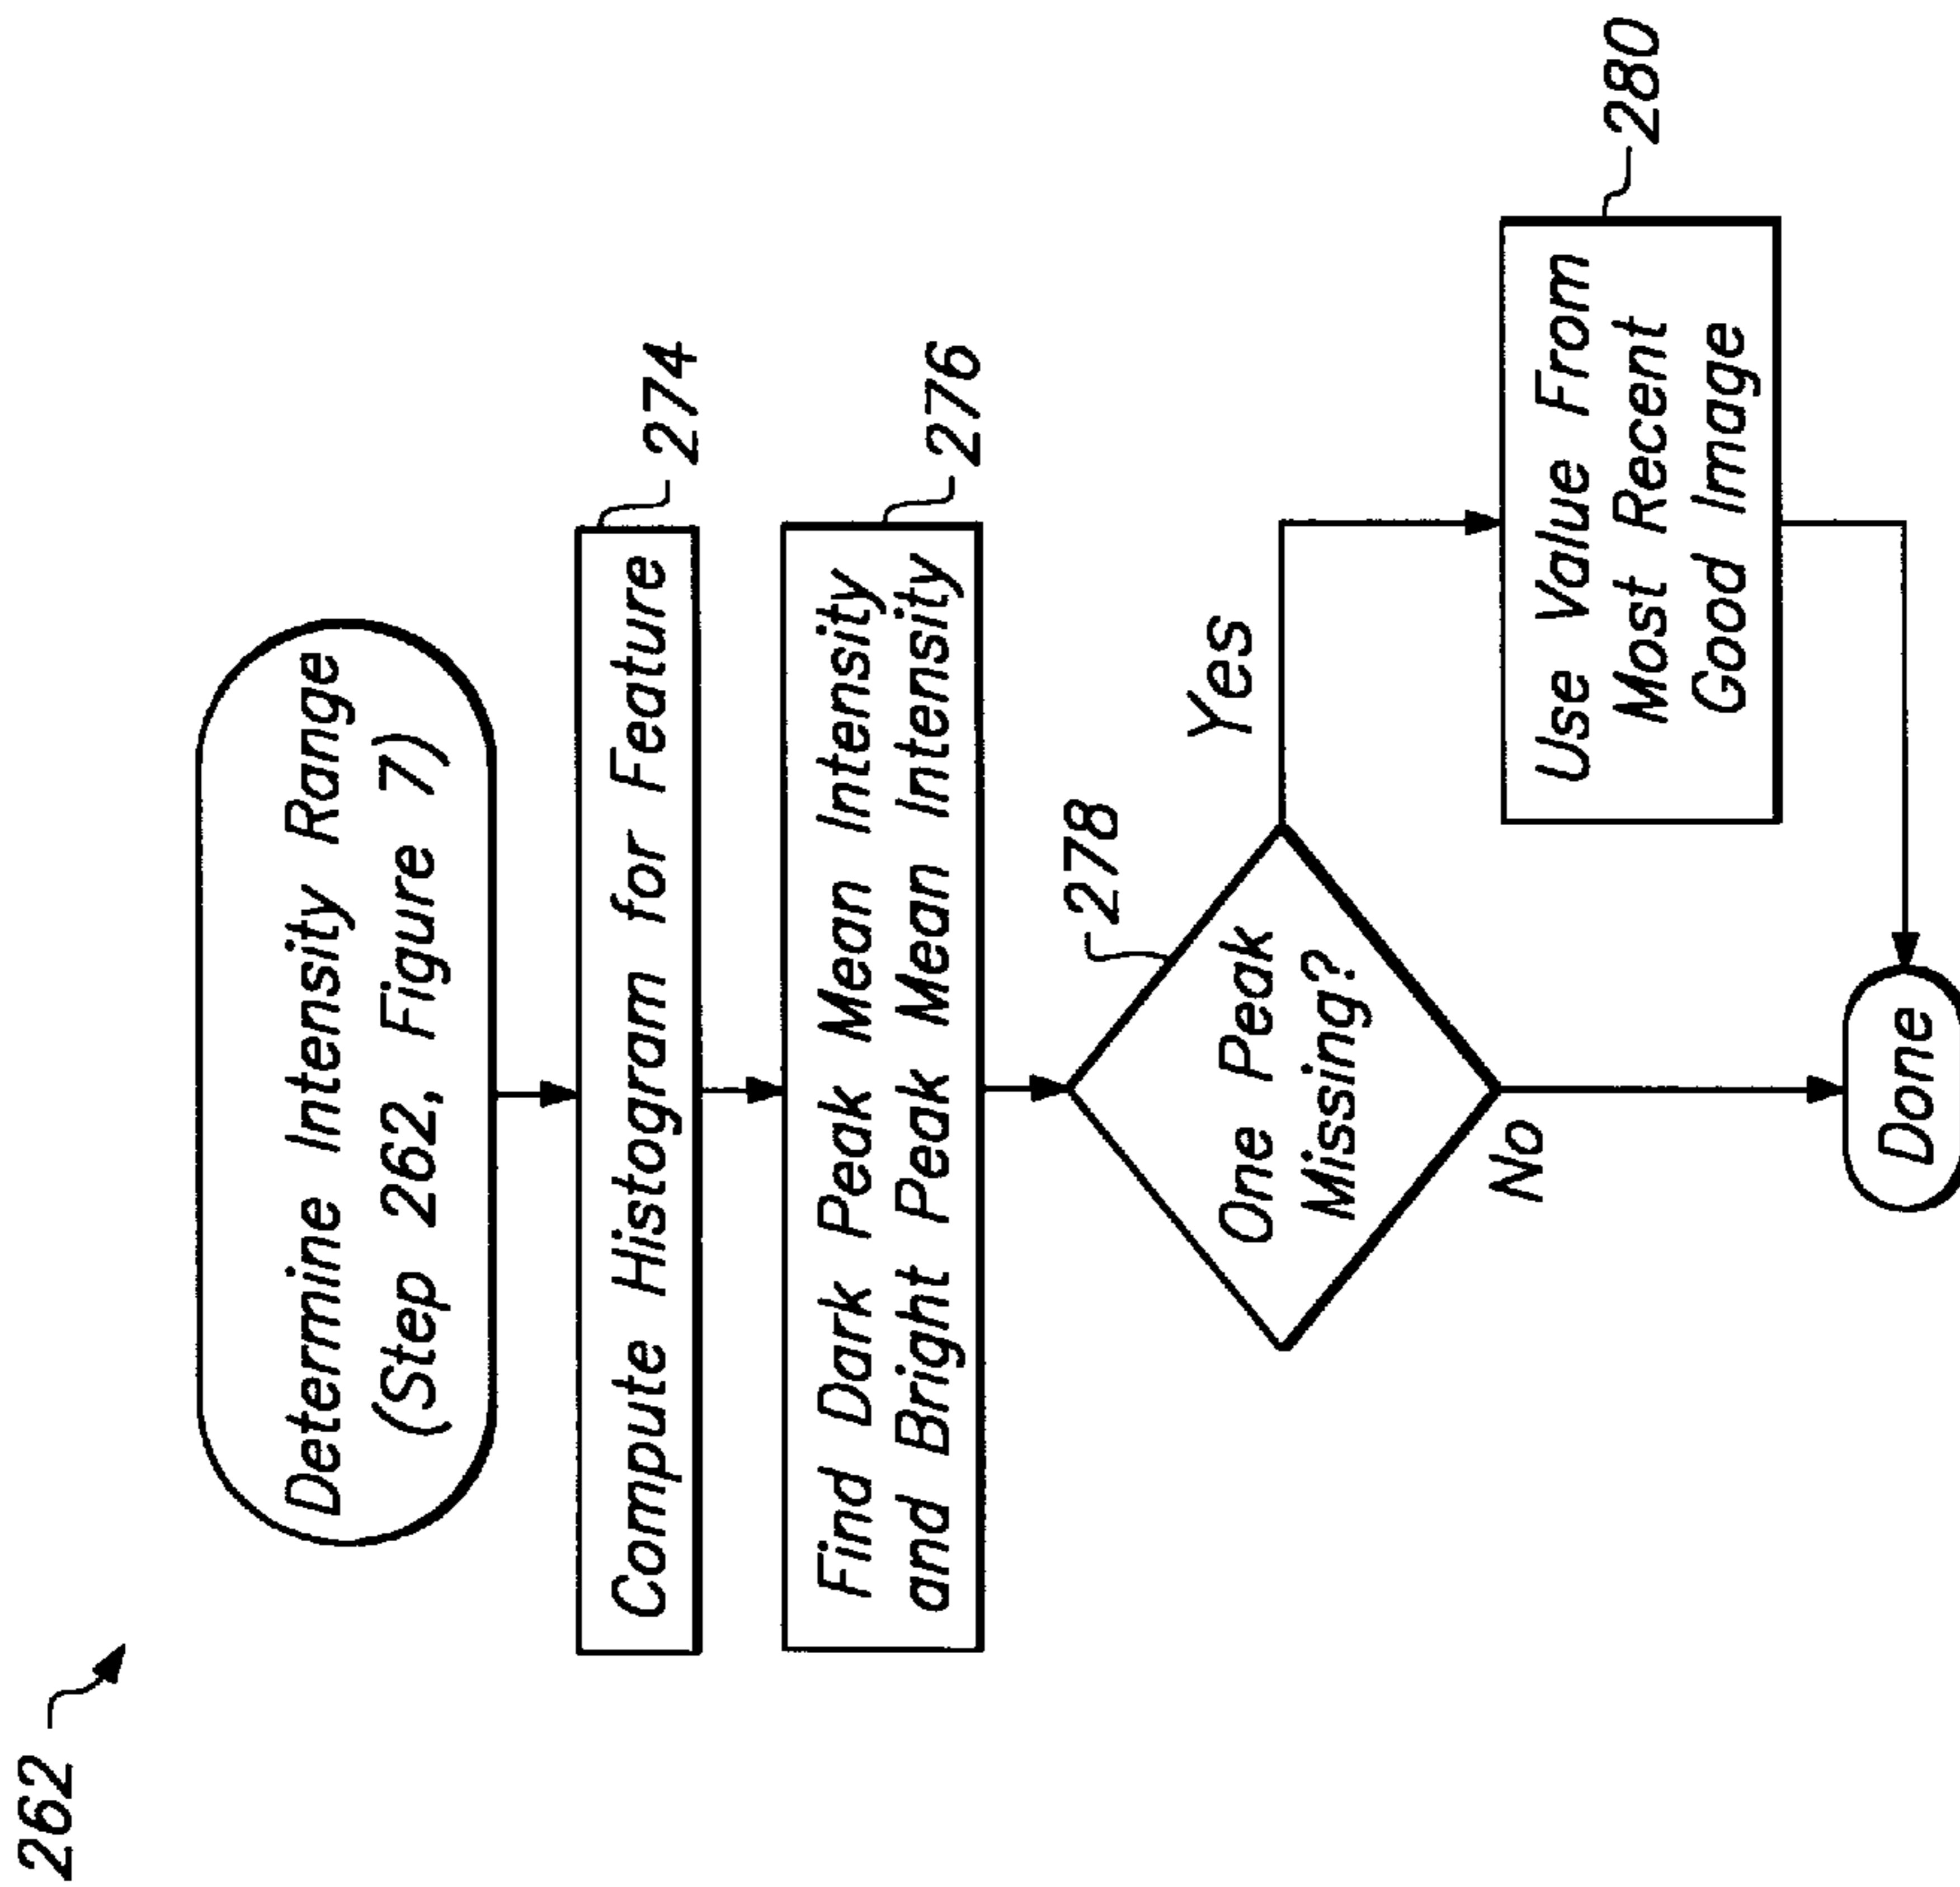 262
Determine Intensity Range
(Step 262, Figure 7)
Compute Histogram for Feature
274
Find Dark Peak Mean Intensity
and Bright Peak Mean Intensity
276
278
One Peak
Missing?
Yes
No
Use Value From
Most Recent
Good Image
280
Done